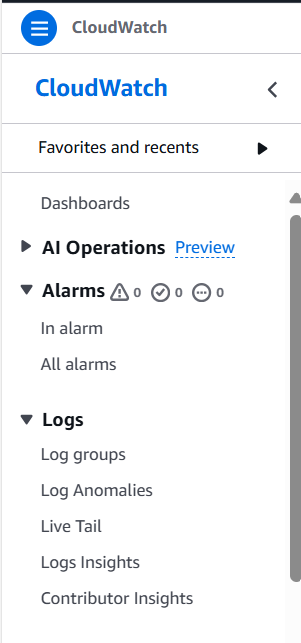 CloudWatch
CloudWatch
Favorites and recents
Dashboards
AI Operations Preview
Alarms 0 0 0
In alarm
All alarms
Logs
Log groups
Log Anomalies
Live Tail
Logs Insights
Contributor Insights